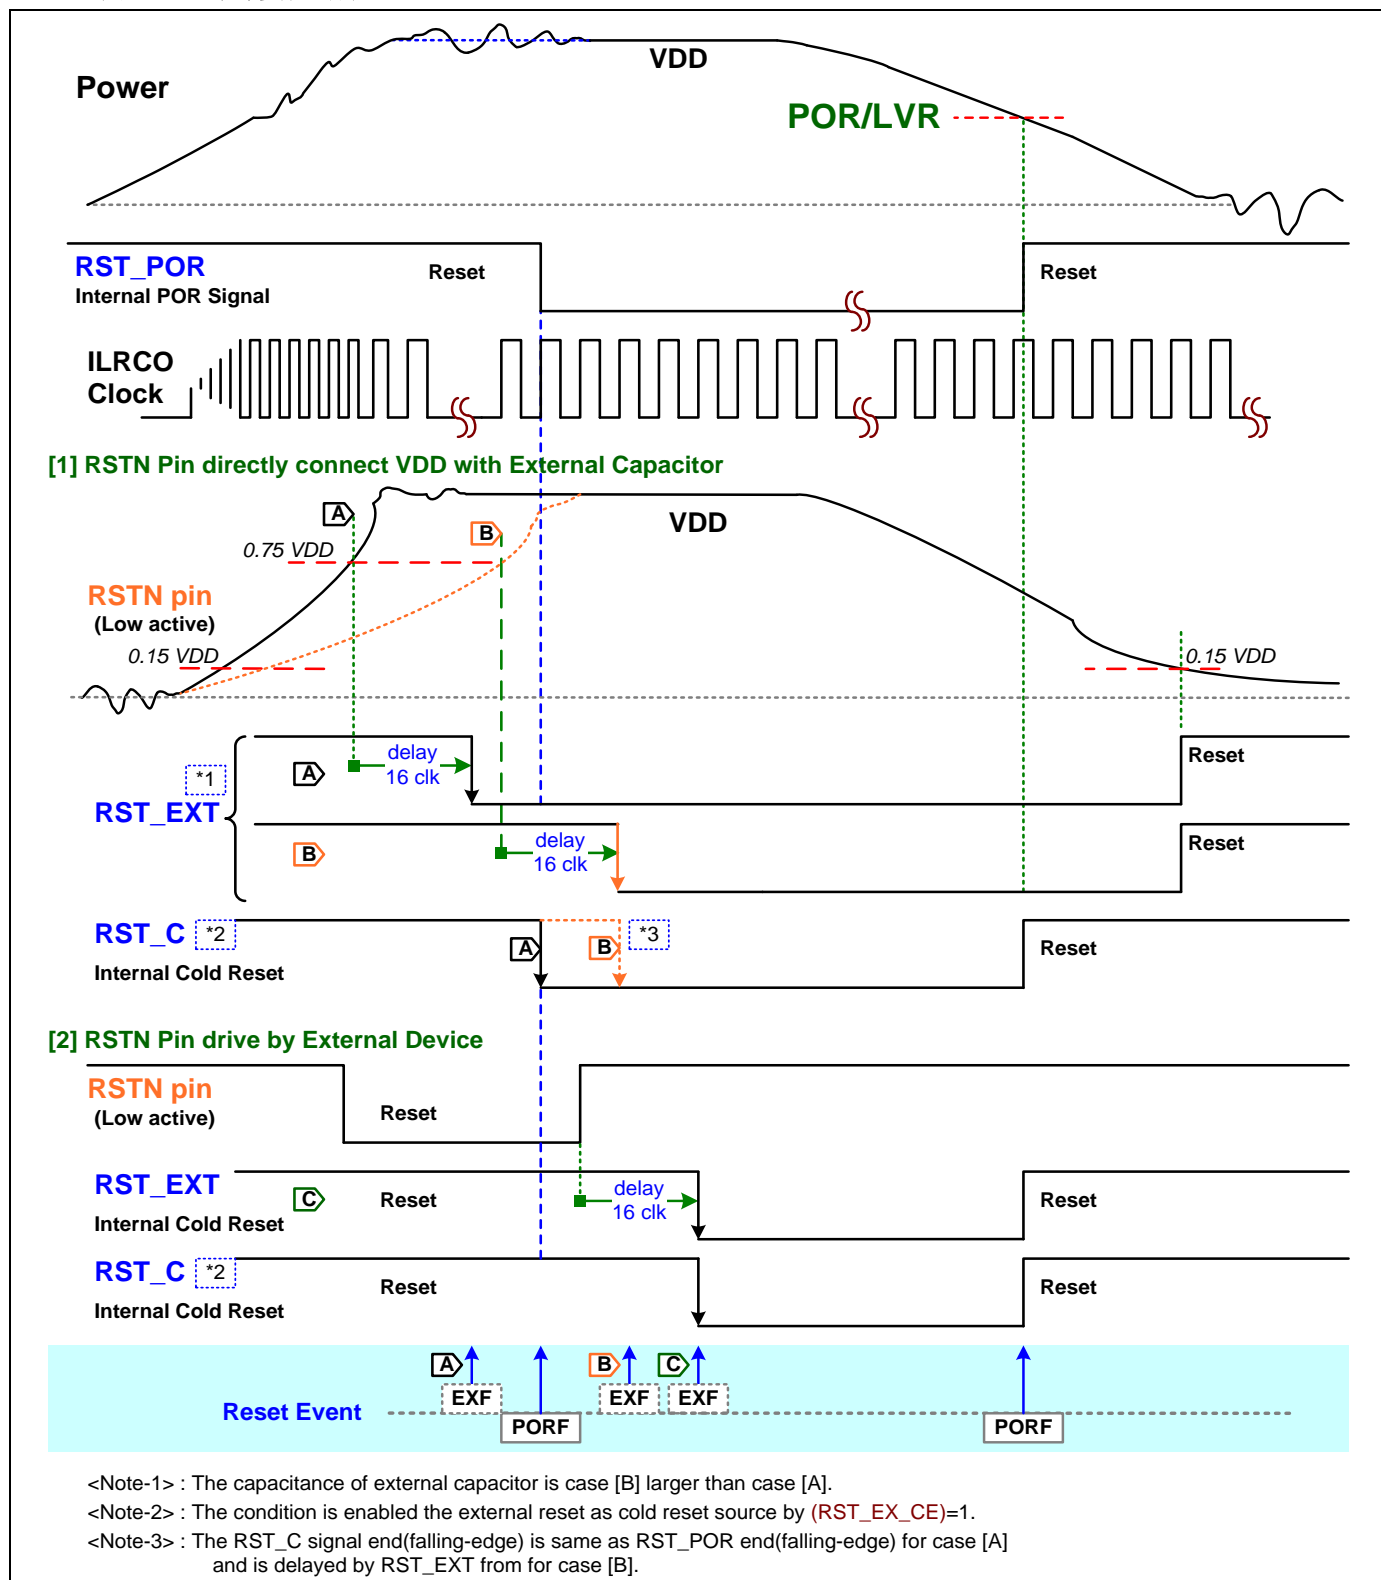 VDD
Power
POR/LVR
RST_POR
Reset
Reset
Internal POR Signal
ILRCO
Clock
[1] RSTN Pin directly connect VDD with External Capacitor
A
VDD
B
0.75 VDD
RSTN pin
(Low active)
0.15 VDD
0.15 VDD
delay
16 clk
Reset
*1
A
RST_EXT
B
delay
16 clk
Reset
RST_C
*2
A
B
*3
Reset
Internal Cold Reset
[2] RSTN Pin drive by External Device
RSTN pin
(Low active)
Reset
RST_EXT
C
Reset
delay
16 clk
Reset
Internal Cold Reset
RST_C
*2
Reset
Reset
Internal Cold Reset
A
B
C
EXF
EXF
EXF
Reset Event
PORF
PORF
<Note-1> : The capacitance of external capacitor is case [B] larger than case [A].
<Note-2> : The condition is enabled the external reset as cold reset source by (RST_EX_CE)=1.
<Note-3> : The RST_C signal end(falling-edge) is same as RST_POR end(falling-edge) for case [A]
and is delayed by RST_EXT from for case [B].